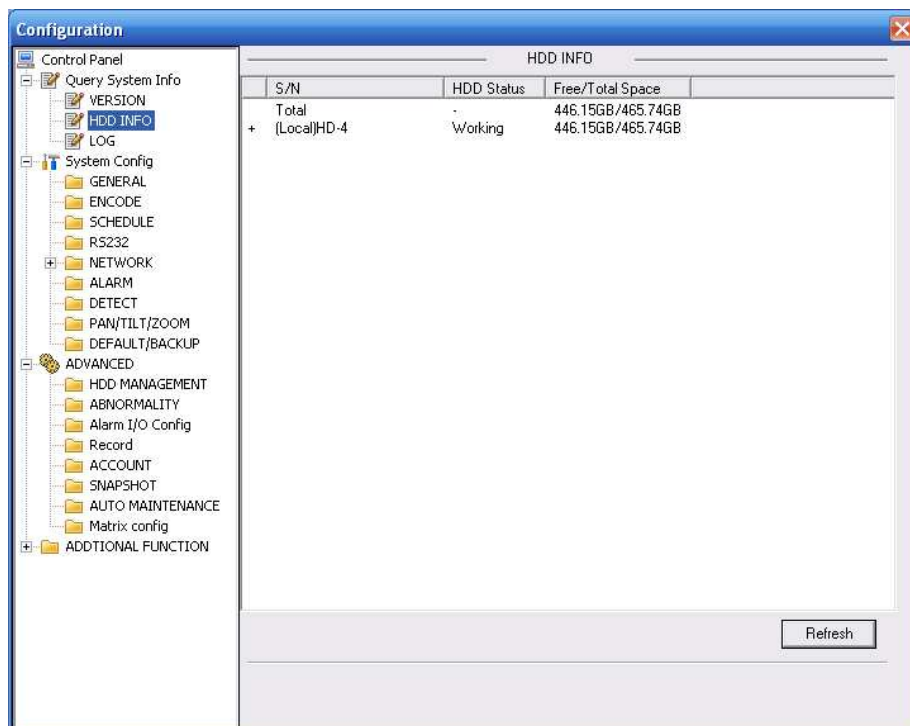 Configuration
Control Panel
Query System Info
VERSION
HDD INFO
LOG
System Config
GENERAL
ENCODE
SCHEDULE
RS232
NETWORK
ALARM
DETECT
PAN/TILT/ZOOM
DEFAULT/BACKUP
ADVANCED
HDD MANAGEMENT
ABNORMALITY
Alarm I/O Config
Record
ACCOUNT
SNAPSHOT
AUTO MAINTENANCE
Matrix config
ADDTIONAL FUNCTION
HDD INFO
S/N HDD Status Free/Total Space
Total - 446.15GB/465.74GB
+ (Local)HD-4 Working 446.15GB/465.74GB
Refresh